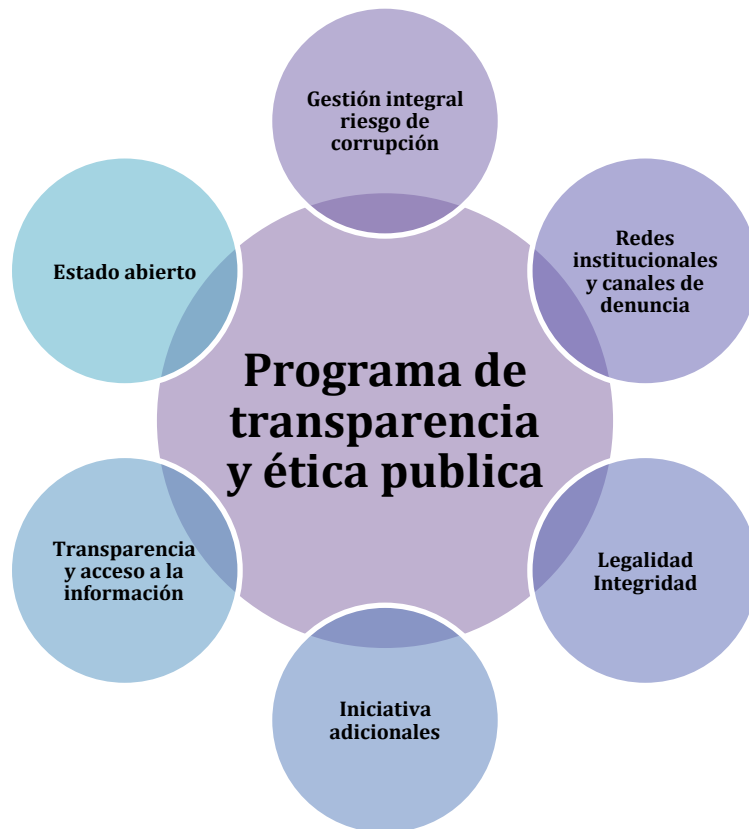 Gestión integral
riesgo de
corrupción
Redes
institucionales
y canales de
denuncia
Estado abierto
Programa de
transparencia
y ética publica
Transparencia
y acceso a la
información
Legalidad
Integridad
Iniciativa
adicionales